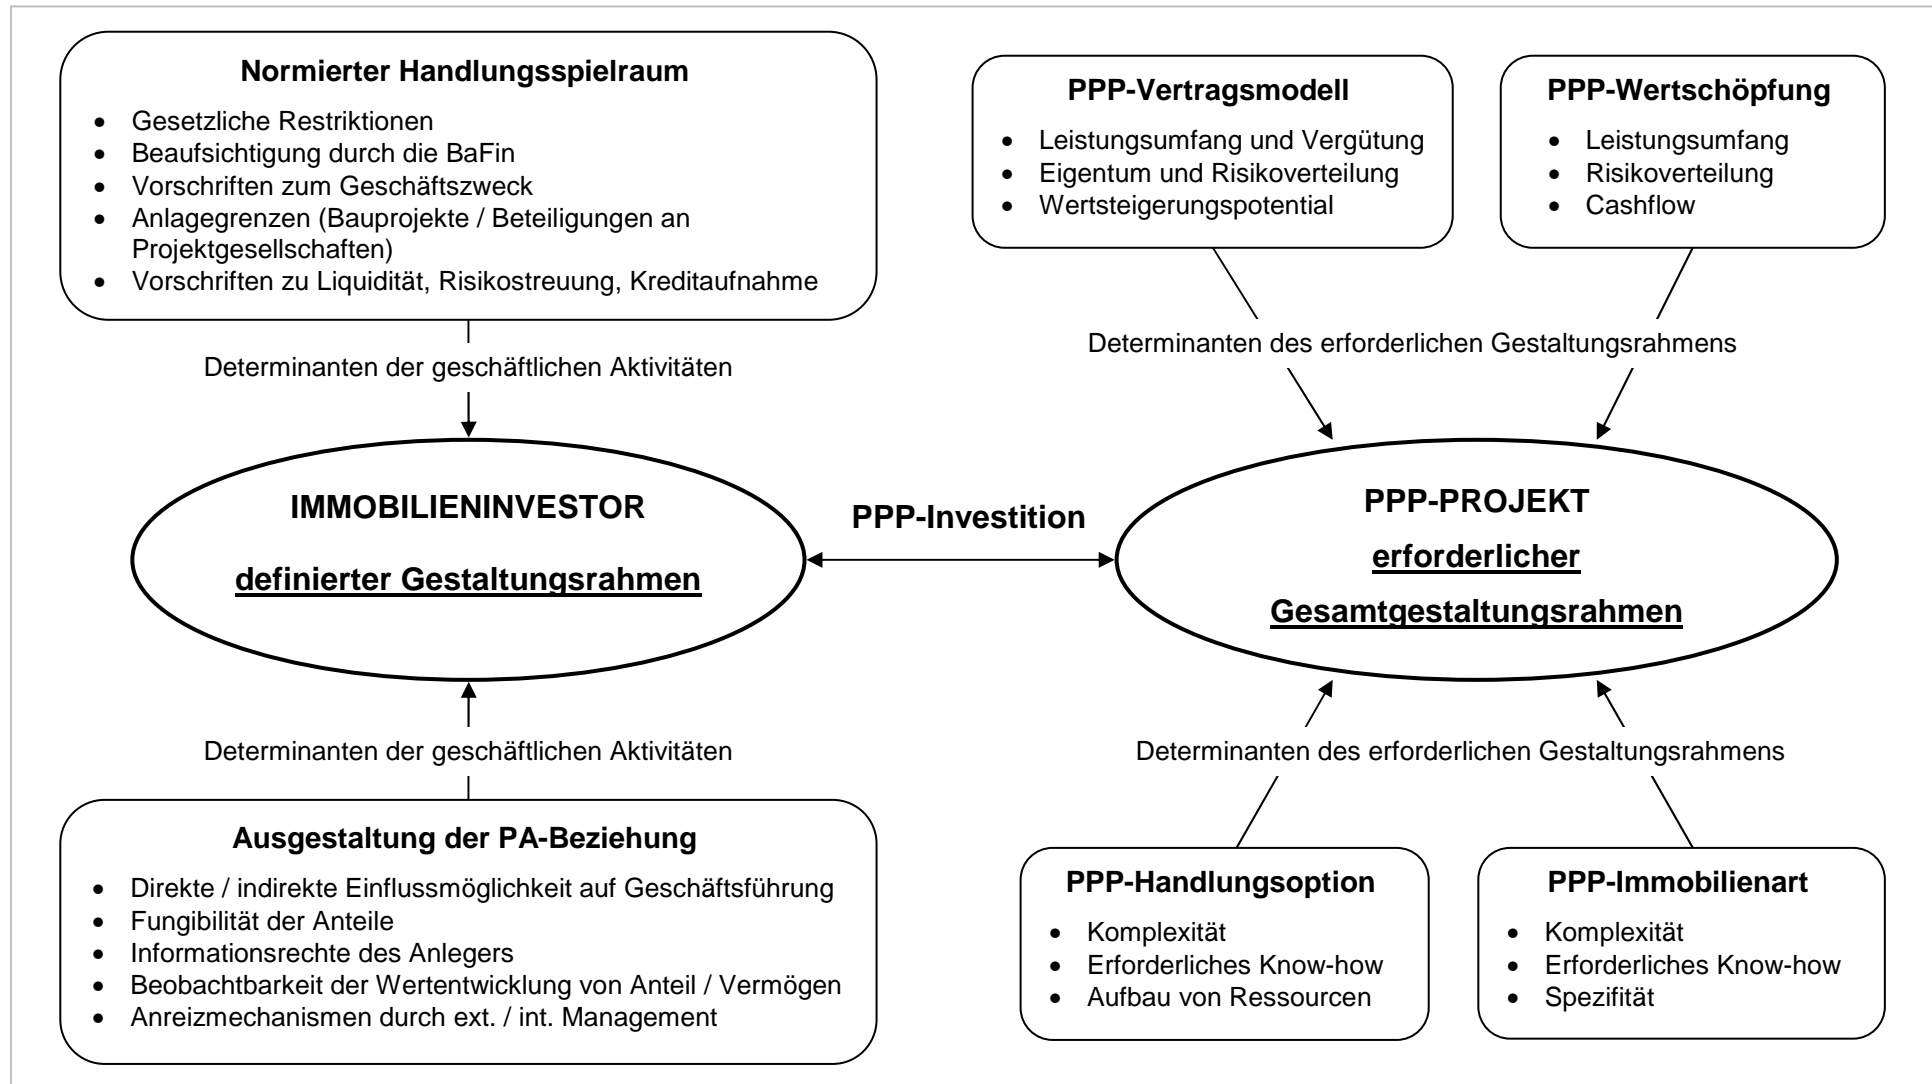 Normierter Handlungsspielraum
• Gesetzliche Restriktionen
• Beaufsichtigung durch die BaFin
• Vorschriften zum Geschäftszweck
• Anlagegrenzen (Bauprojekte / Beteiligungen an
Projektgesellschaften)
• Vorschriften zu Liquidität, Risikostreuung, Kreditaufnahme
PPP-Vertragsmodell
• Leistungsumfang und Vergütung
• Eigentum und Risikoverteilung
• Wertsteigerungspotential
PPP-Wertschöpfung
• Leistungsumfang
• Risikoverteilung
• Cashflow
Determinanten der geschäftlichen Aktivitäten
Determinanten des erforderlichen Gestaltungsrahmens
IMMOBILIENINVESTOR
definierter Gestaltungsrahmen
PPP-Investition
PPP-PROJEKT
erforderlicher
Gesamtgestaltungsrahmen
Determinanten der geschäftlichen Aktivitäten
Determinanten des erforderlichen Gestaltungsrahmens
Ausgestaltung der PA-Beziehung
• Direkte / indirekte Einflussmöglichkeit auf Geschäftsführung
• Fungibilität der Anteile
• Informationsrechte des Anlegers
• Beobachtbarkeit der Wertentwicklung von Anteil / Vermögen
• Anreizmechanismen durch ext. / int. Management
PPP-Handlungsoption
• Komplexität
• Erforderliches Know-how
• Aufbau von Ressourcen
PPP-Immobilienart
• Komplexität
• Erforderliches Know-how
• Spezifität